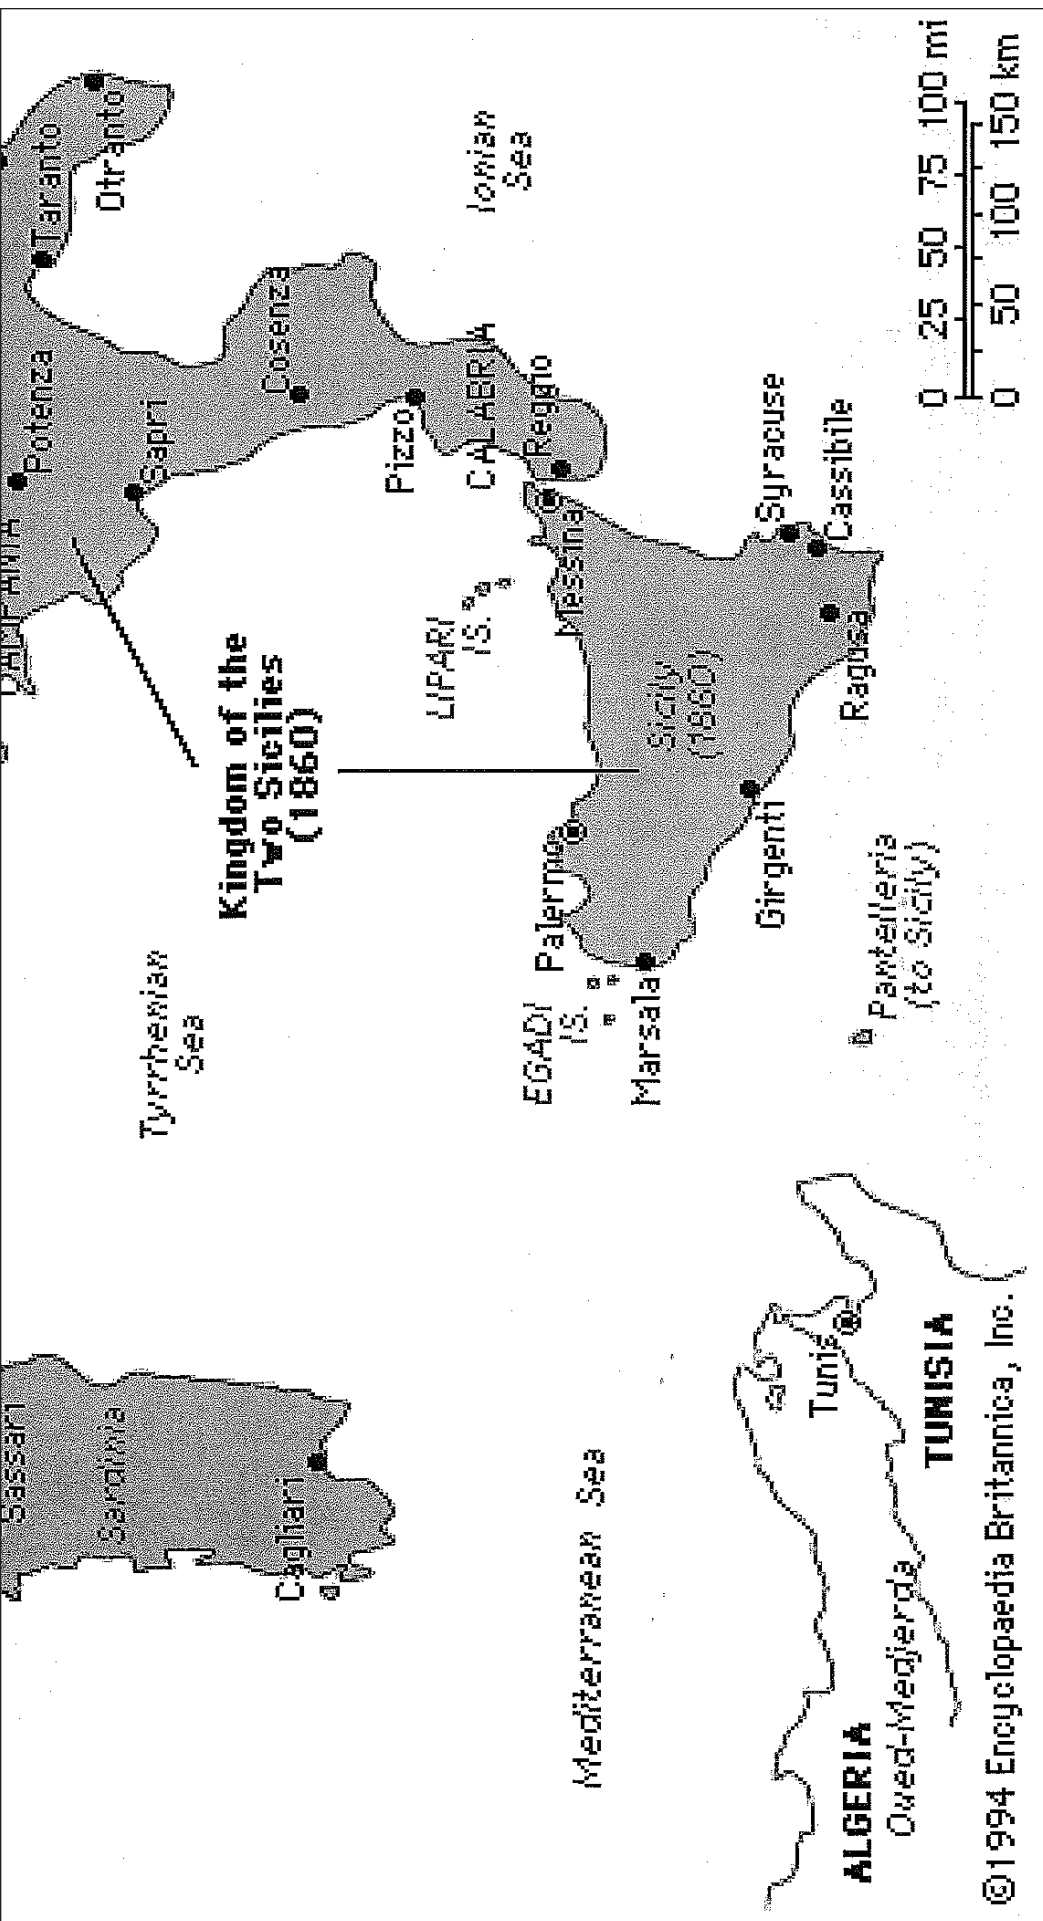 CAMPANIA
Potenza
Taranto
Otranto
Sapri
Cosenza
Pizzo
CALABRIA
Reggio
Ionian
Sea
Kingdom of the
Two Sicilies
(1860)
Tyrrhenian
Sea
LIPARI
IS.
Messina
Palermo
EGADI
IS.
Marsala
Sicily
(1860)
Girgenti
Ragusa
Syracuse
Cassibile
Pantelleria
(to Sicily)
Sassari
Sardinia
Cagliari
Mediterranean Sea
Tunis
TUNISIA
ALGERIA
Oued-Medjerda
0 25 50 75 100 mi
0 50 100 150 km
©1994 Encyclopaedia Britannica, Inc.